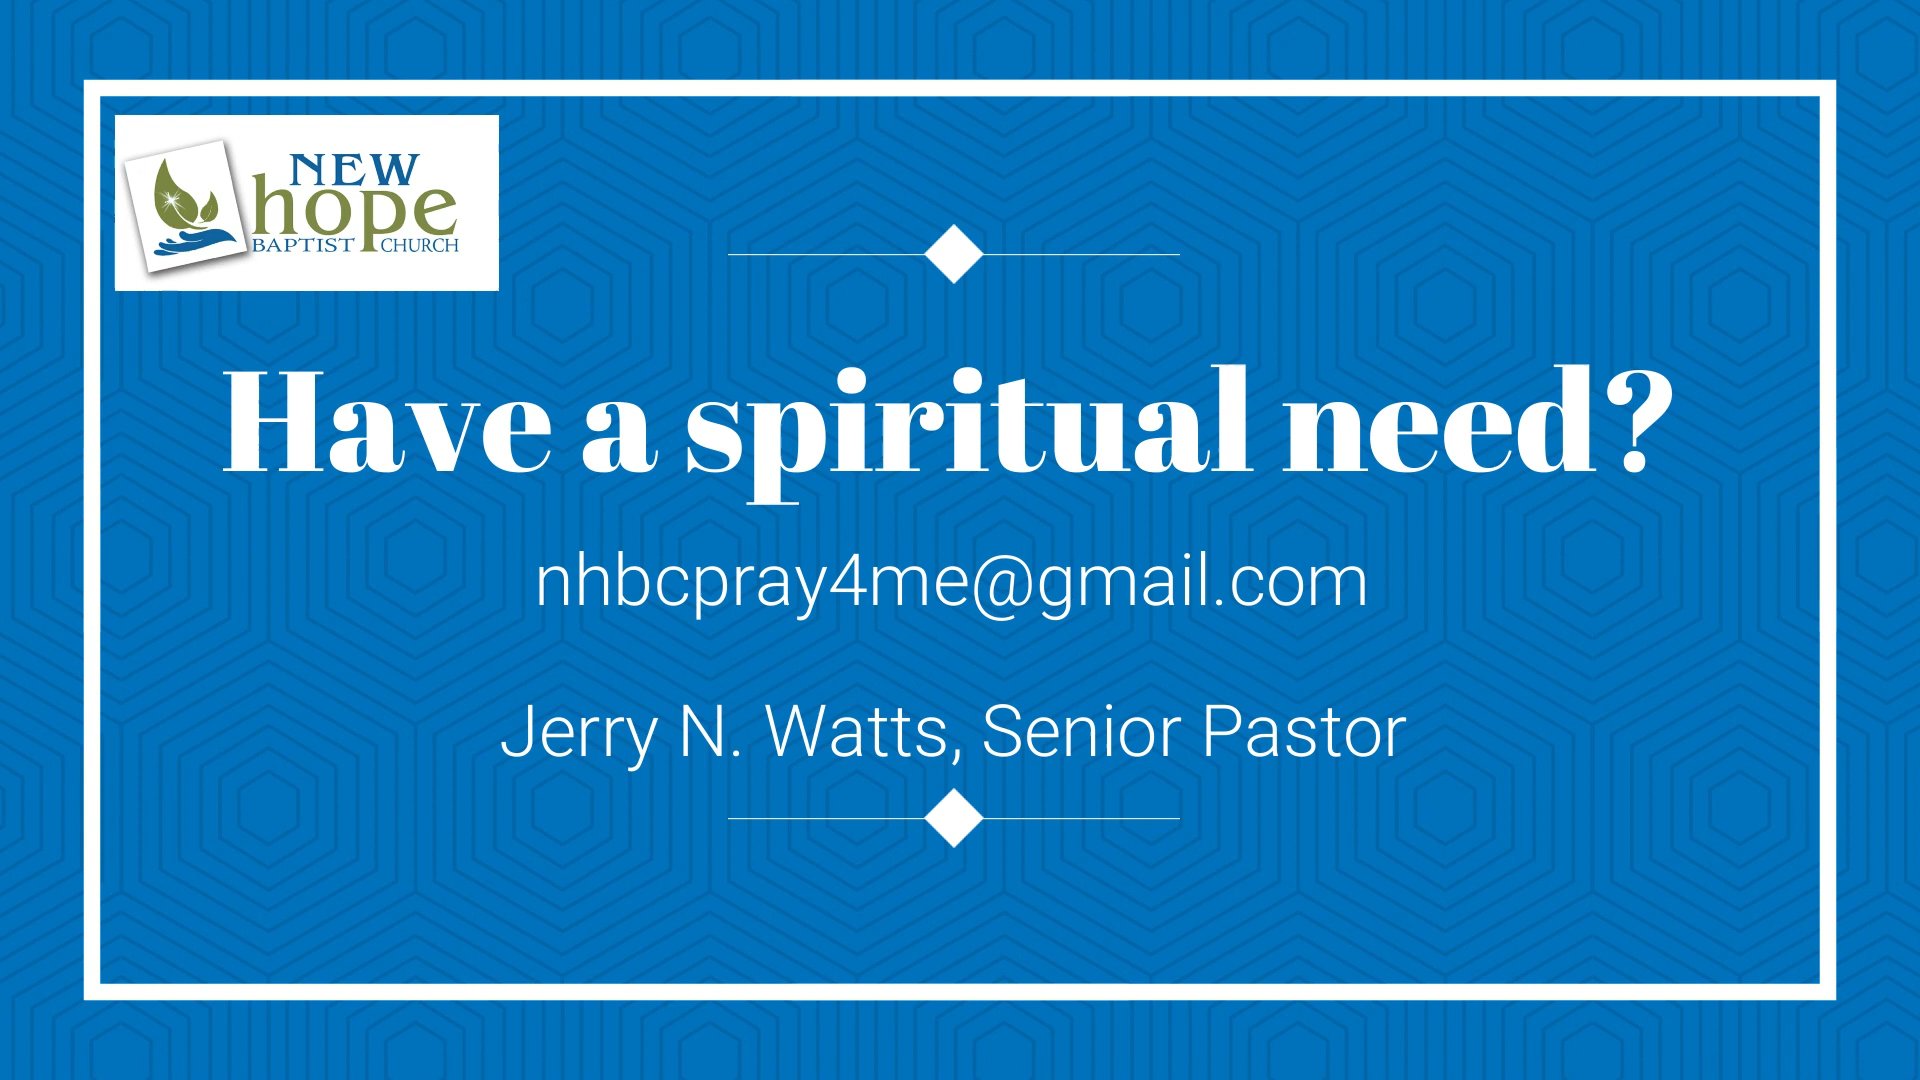 NEW
hope
BAPTIST CHURCH
Have a spiritual need?
nhbcpray4me@gmail.com
Jerry N. Watts, Senior Pastor